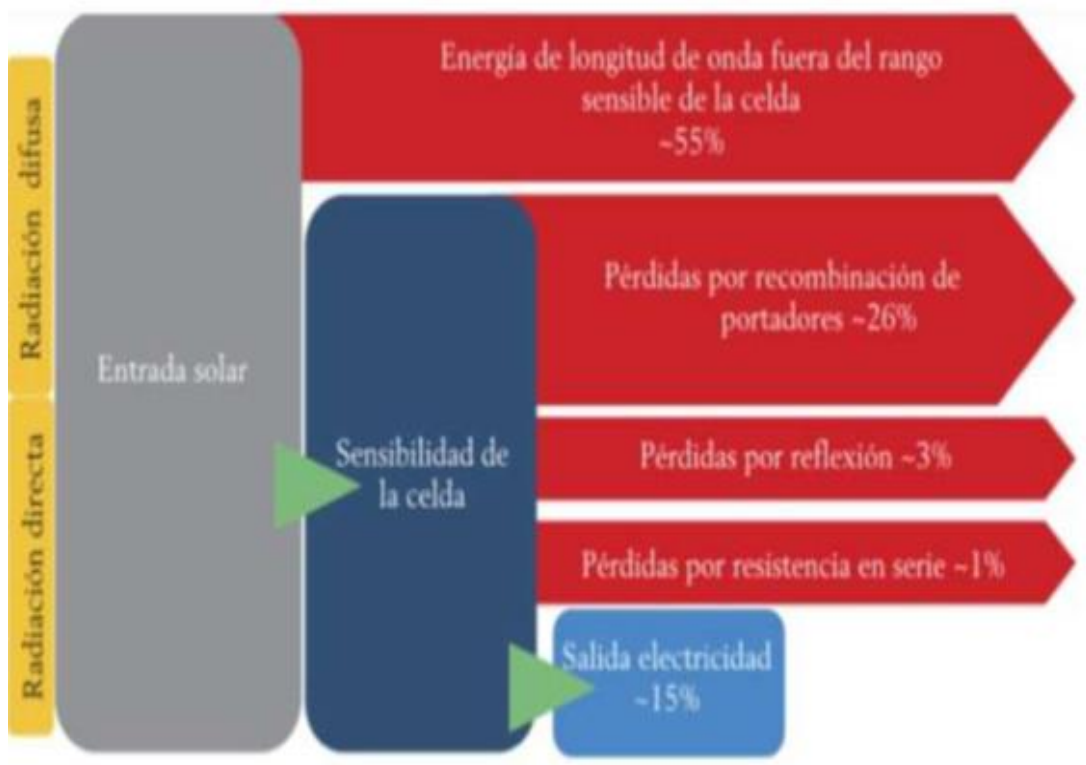 Radiación difusa
Radiación directa
Entrada solar
Energía de longitud de onda fuera del rango
sensible de la celda
~55%
Sensibilidad de
la celda
Pérdidas por recombinación de
portadores ~26%
Pérdidas por reflexión ~3%
Pérdidas por resistencia en serie ~1%
Salida electricidad
~15%